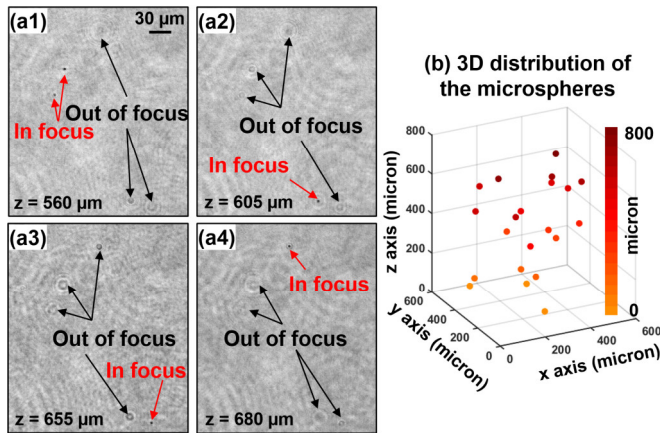 (a1)
30 µm
Out of focus
In focus
z = 560 µm
(a2)
Out of focus
In focus
z = 605 µm
(a3)
Out of focus
In focus
z = 655 µm
(a4)
In focus
Out of focus
z = 680 µm
(b) 3D distribution of
the microspheres
800
600
400
200
0
z axis (micron)
600
400
200
0
y axis (micron)
0
200
400
600
x axis (micron)
800
micron
0